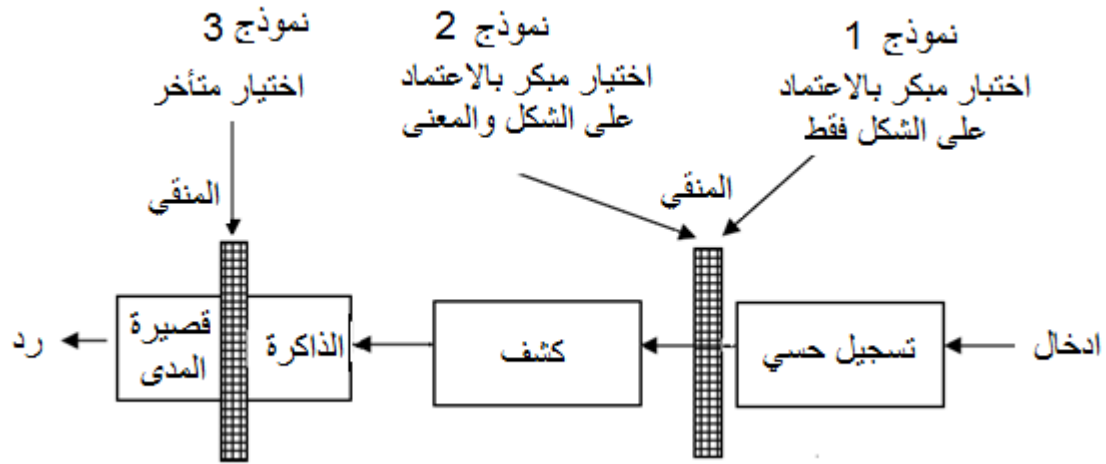 نموذج 1
اختبار مبكر بالاعتماد
على الشكل فقط
نموذج 2
اختيار مبكر بالاعتماد
على الشكل والمعنى
نموذج 3
اختيار متأخر
المنقي
المنقي
ادخال
تسجيل حسي
كشف
الذاكرة
قصيرة
المدى
رد